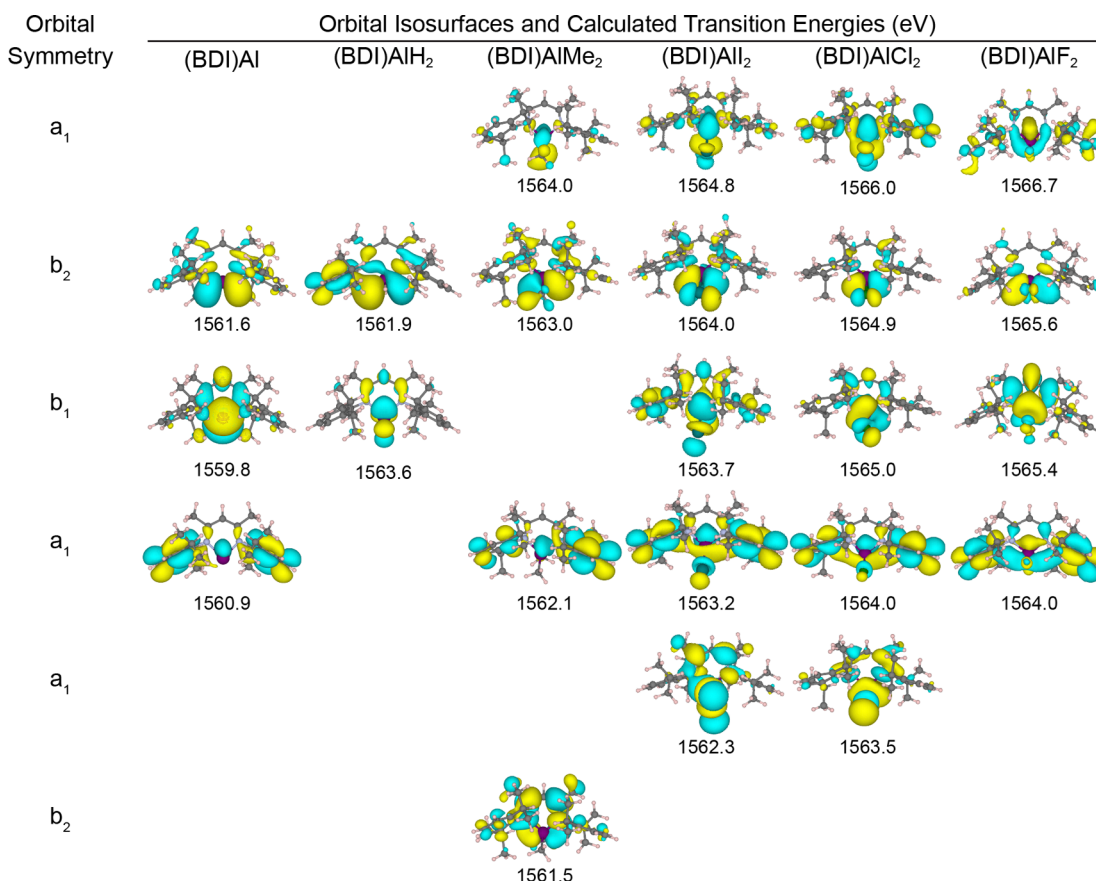 Orbital Symmetry Orbital Isosurfaces and Calculated Transition Energies (eV)
(BDI)Al (BDI)AlH₂ (BDI)AlMe₂ (BDI)AlI₂ (BDI)AlCl₂ (BDI)AlF₂
a₁
1564.0 1564.8 1566.0 1566.7
b₂
1561.6 1561.9 1563.0 1564.0 1564.9 1565.6
b₁
1559.8 1563.6 1563.7 1565.0 1565.4
a₁
1560.9 1562.1 1563.2 1564.0 1564.0
a₁
1562.3 1563.5
b₂
1561.5